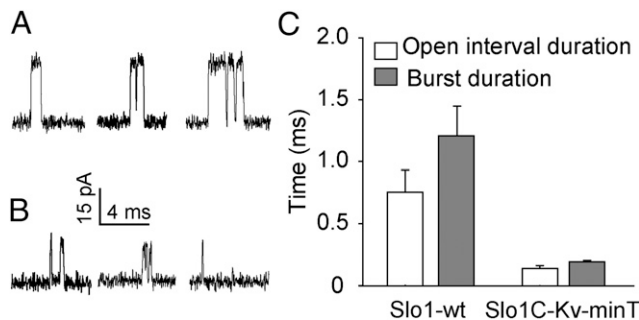 A
B
15 pA
4 ms
C
Time (ms)
2.0
1.5
1.0
0.5
0
Open interval duration
Burst duration
Slo1-wt
Slo1C-Kv-minT